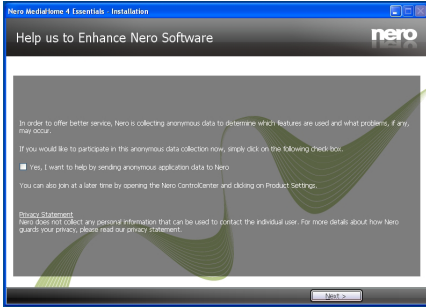 Nero MediaHome 4 Essentials - Installation
Help us to Enhance Nero Software
nero
In order to offer better service, Nero is collecting anonymous data to determine which features are used and what problems, if any,
may occur.
If you would like to participate in this anonymous data collection now, simply click on the following check box.
Yes, I want to help by sending anonymous application data to Nero
You can also join at a later time by opening the Nero ControlCenter and clicking on Product Settings.
Privacy Statement
Nero does not collect any personal information that can be used to contact the individual user. For more details about how Nero
guards your privacy, please read our privacy statement.
Next >